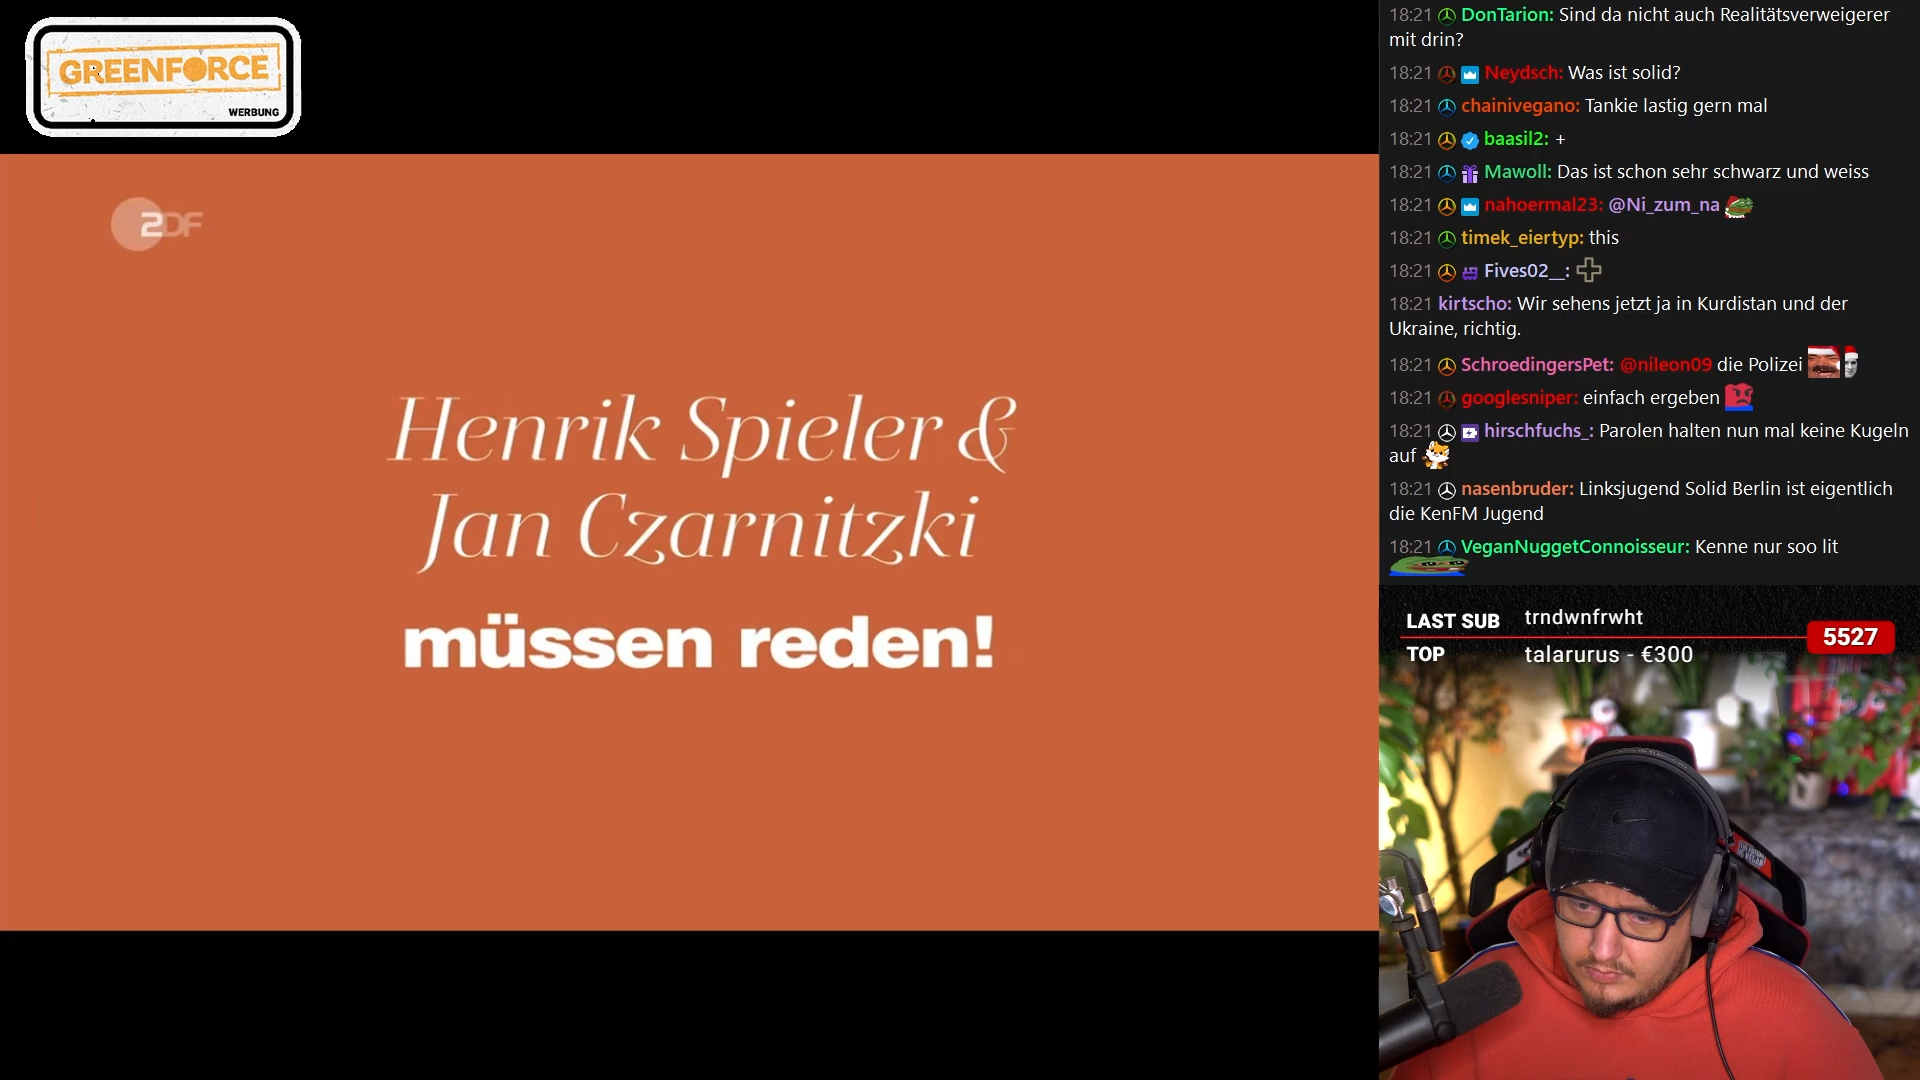 GREENFORCE
WERBUNG
ZDF
Henrik Spieler &
Jan Czarnitzki
müssen reden!
18:21 DonTarion: Sind da nicht auch Realitätsverweigerer
mit drin?
18:21 Neydsch: Was ist solid?
18:21 chainivegano: Tankie lastig gern mal
18:21 baasil2: +
18:21 Mawoll: Das ist schon sehr schwarz und weiss
18:21 nahoermal23: @Ni_zum_na
18:21 timek_eiertyp: this
18:21 Fives02__:
18:21 kirtscho: Wir sehens jetzt ja in Kurdistan und der
Ukraine, richtig.
18:21 SchroedingersPet: @nileon09 die Polizei
18:21 googlesniper: einfach ergeben
18:21 hirschfuchs_: Parolen halten nun mal keine Kugeln
auf
18:21 nasenbruder: Linksjugend Solid Berlin ist eigentlich
die KenFM Jugend
18:21 VeganNuggetConnoisseur: Kenne nur soo lit
LAST SUB trndwnfrwht
5527
TOP talarurus - €300